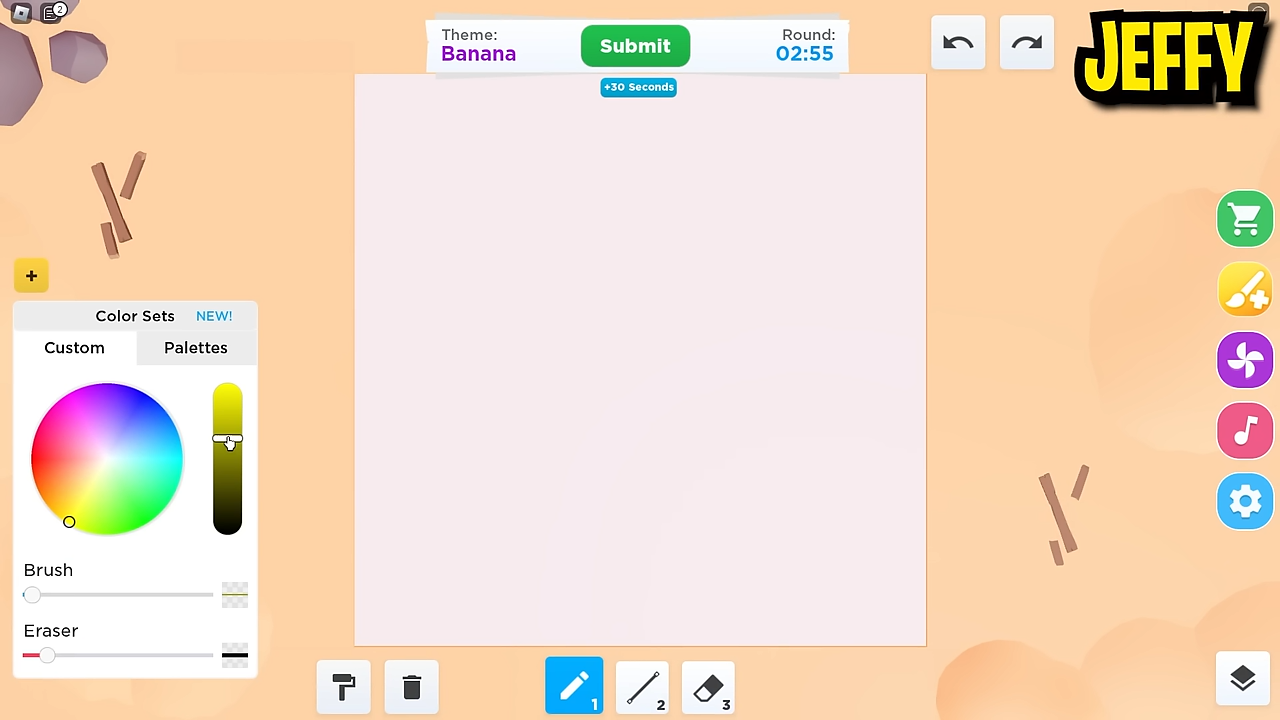 2
Theme:
Banana
Submit
Round:
02:55
+30 Seconds
JEFFY
+
Color Sets
NEW!
Custom
Palettes
Brush
Eraser
1
2
3